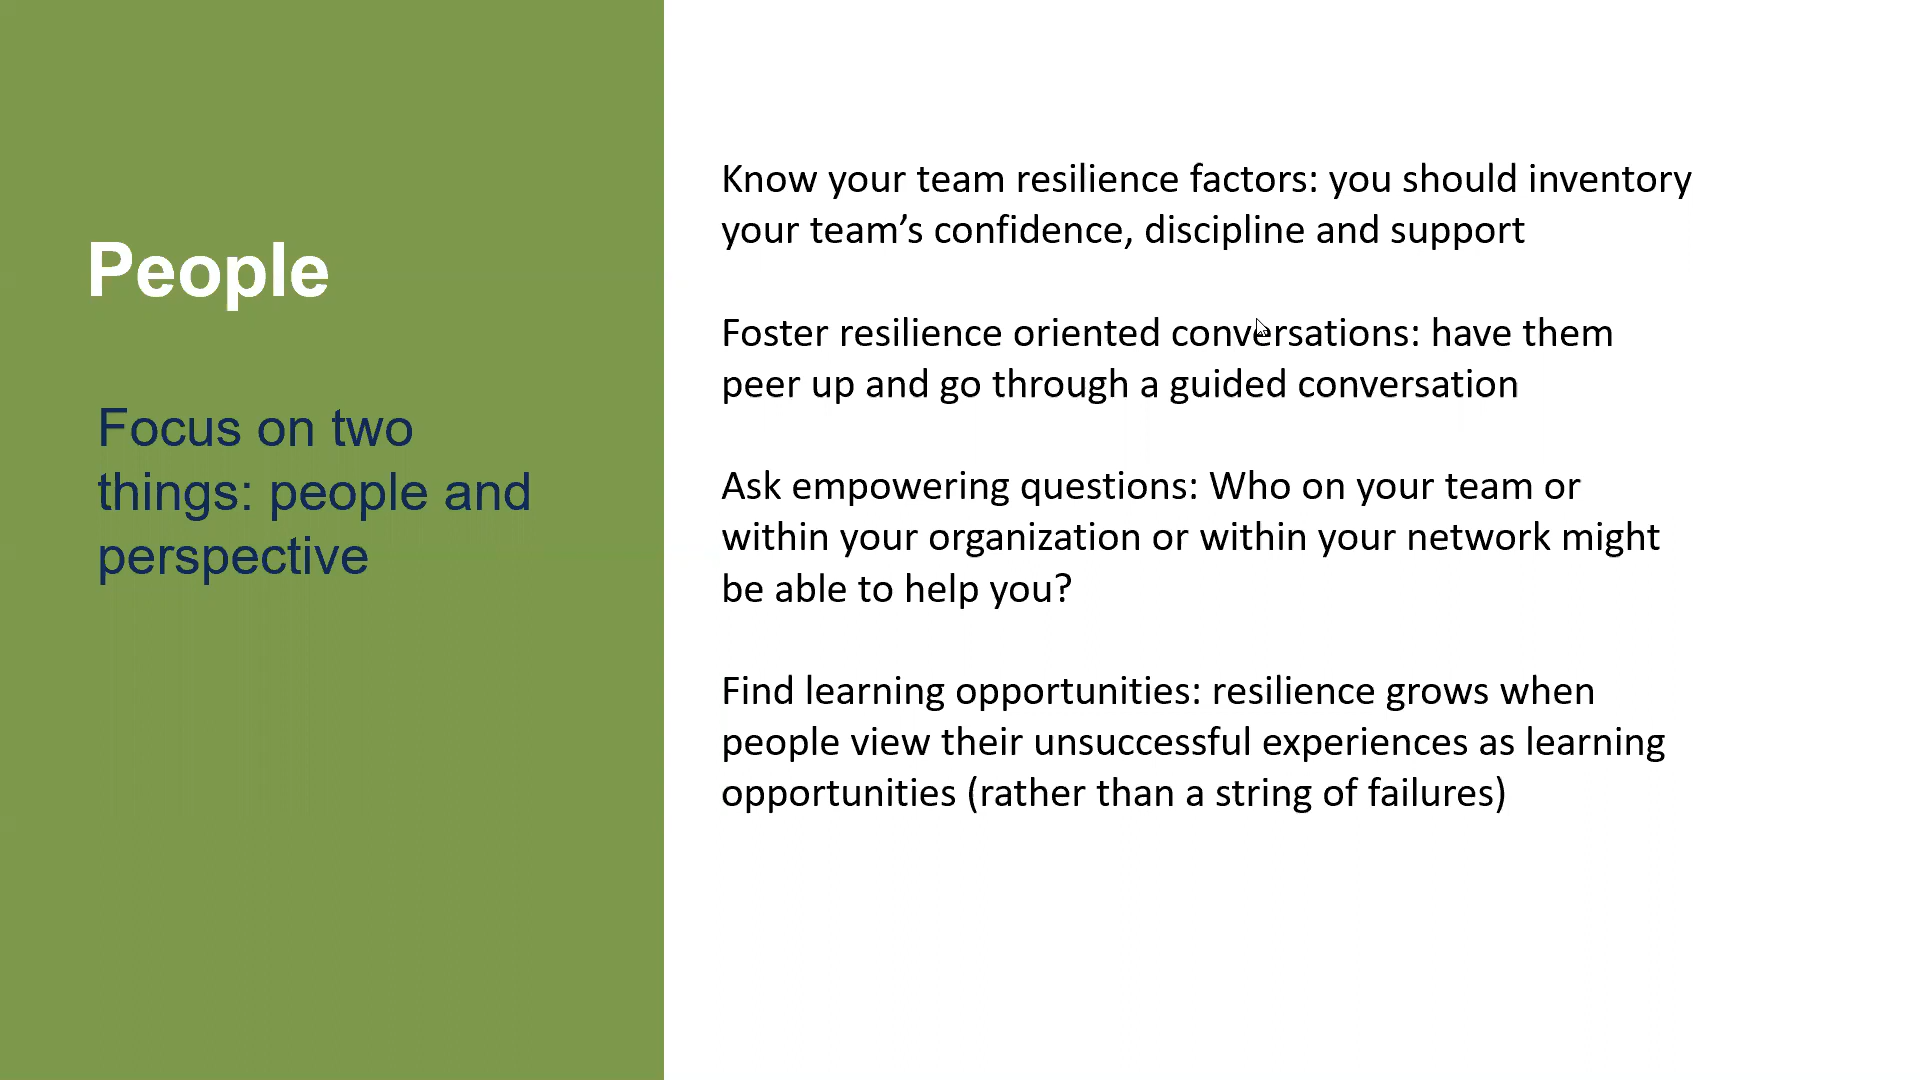 People
Focus on two
things: people and
perspective
Know your team resilience factors: you should inventory
your team’s confidence, discipline and support
Foster resilience oriented conversations: have them
peer up and go through a guided conversation
Ask empowering questions: Who on your team or
within your organization or within your network might
be able to help you?
Find learning opportunities: resilience grows when
people view their unsuccessful experiences as learning
opportunities (rather than a string of failures)